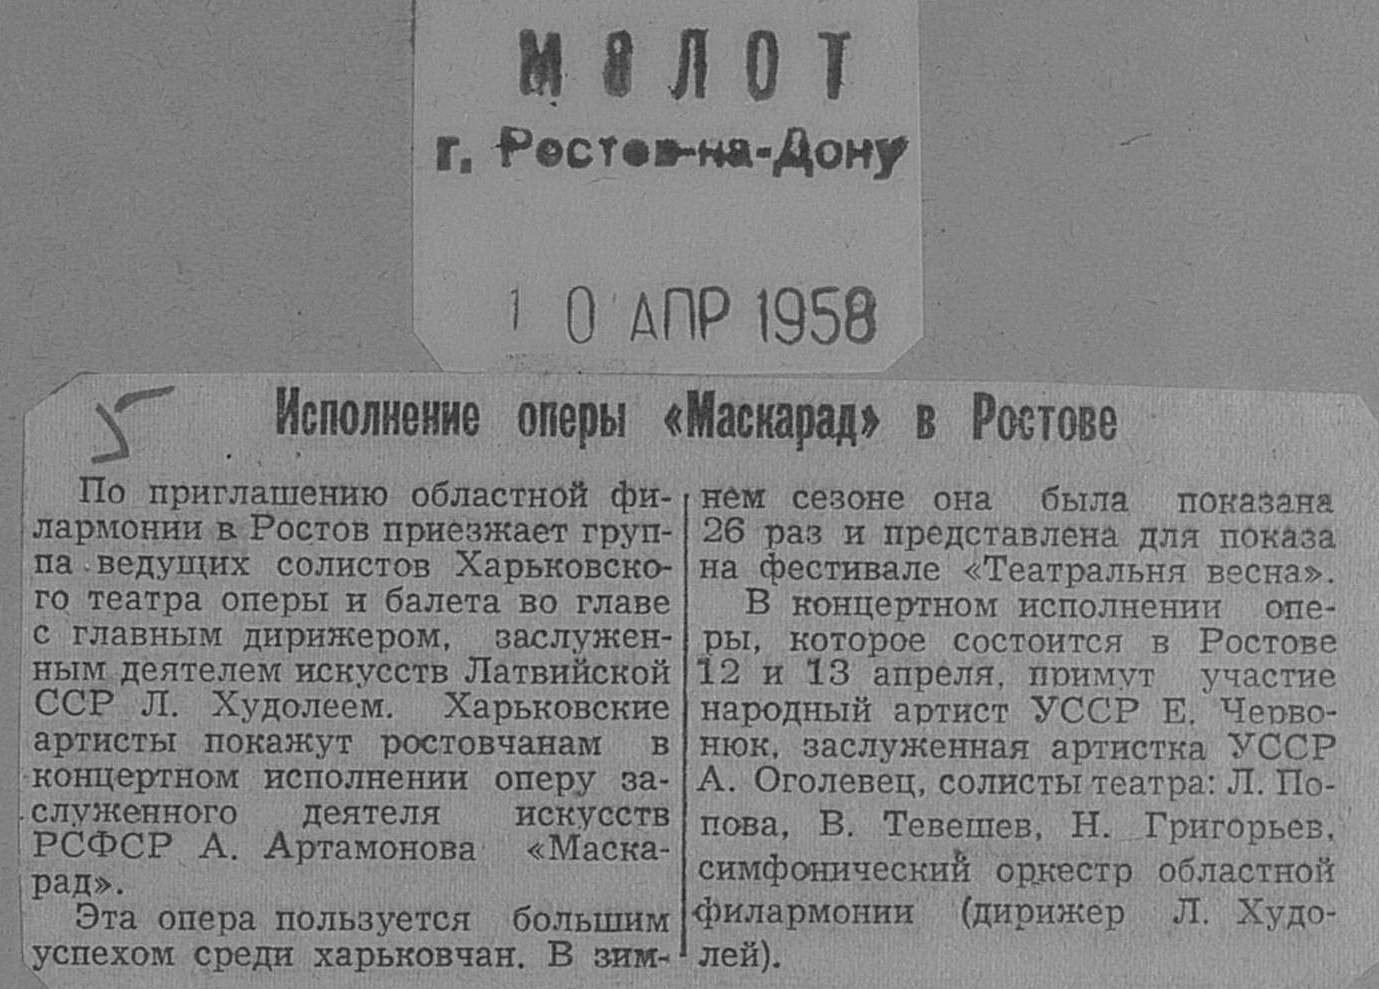 МОЛОТ
г. Ростов-на-Дону
10 АПР 1958
5
Исполнение оперы «Маскарад» в Ростове
По приглашению областной фи-
лармонии в Ростов приезжает груп-
па ведущих солистов Харьковско-
го театра оперы и балета во главе
с главным дирижером, заслужен-
ным деятелем искусств Латвийской
ССР Л. Худолеем. Харьковские
артисты покажут ростовчанам в
концертном исполнении оперу за-
служенного деятеля искусств
РСФСР А. Артамонова «Маска-
рад».
Эта опера пользуется большим
успехом среди харьковчан. В зим-
нем сезоне она была показана
26 раз и представлена для показа
на фестивале «Театральня весна».
В концертном исполнении опе-
ры, которое состоится в Ростове
12 и 13 апреля, примут участие
народный артист УССР Е. Черво-
нюк, заслуженная артистка УССР
А. Оголевец, солисты театра: Л. По-
пова, В. Тевешев, Н. Григорьев,
симфонический оркестр областной
филармонии (дирижер Л. Худо-
лей).